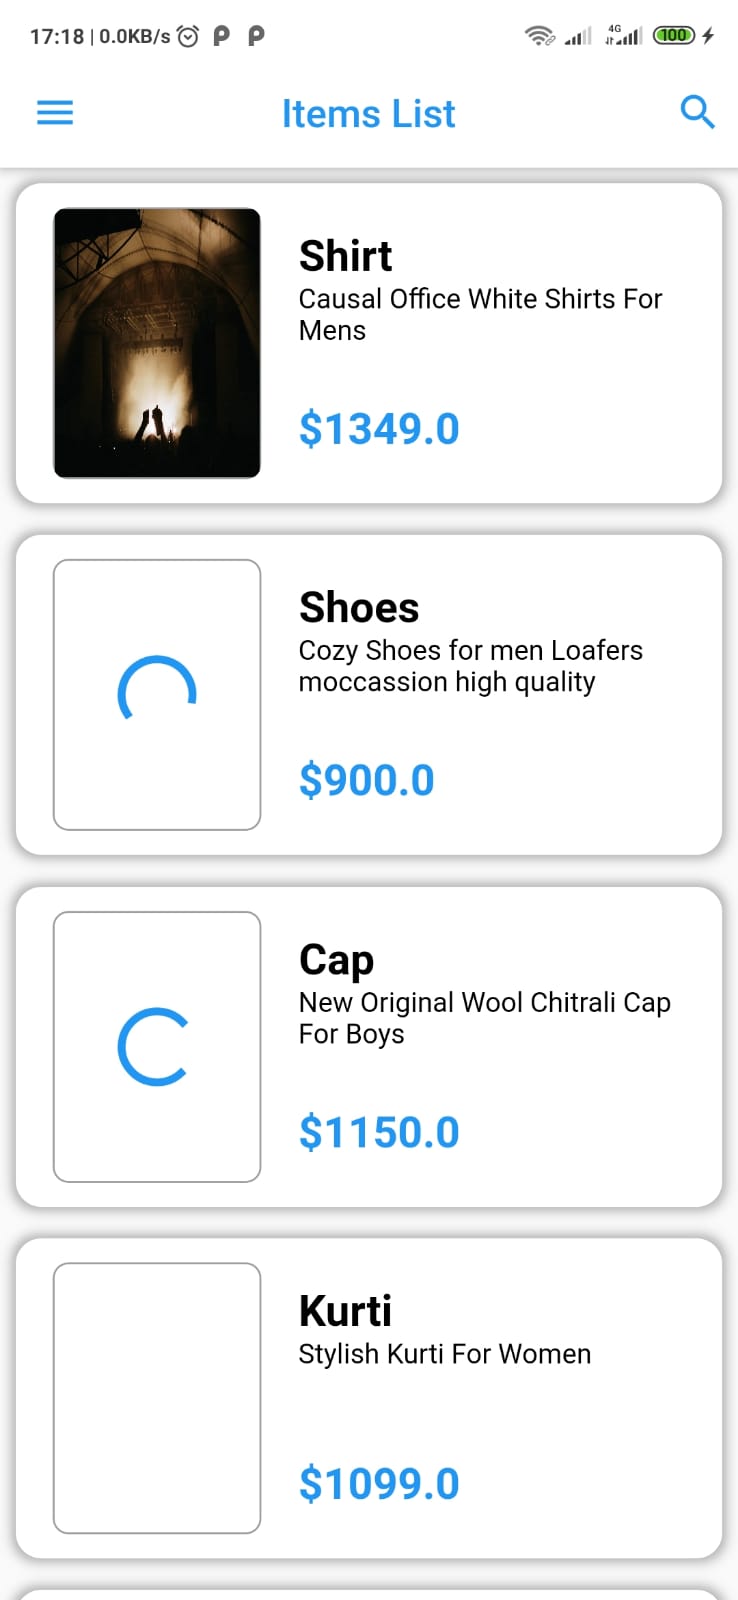 17:18 | 0.0KB/s
4G
100
Items List
Shirt
Causal Office White Shirts For
Mens
$1349.0
Shoes
Cozy Shoes for men Loafers
moccassion high quality
$900.0
Cap
New Original Wool Chitrali Cap
For Boys
$1150.0
Kurti
Stylish Kurti For Women
$1099.0